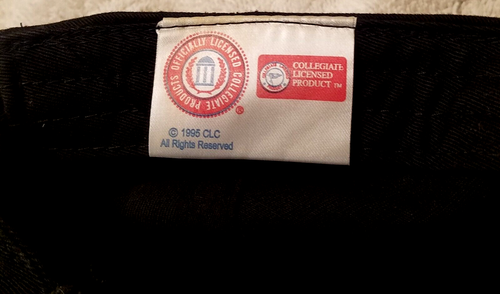 OFFICIALLY LICENSED COLLEGIATE PRODUCTS
®
COLLEGIATE
LICENSED
PRODUCT TM
© 1995 CLC
All Rights Reserved